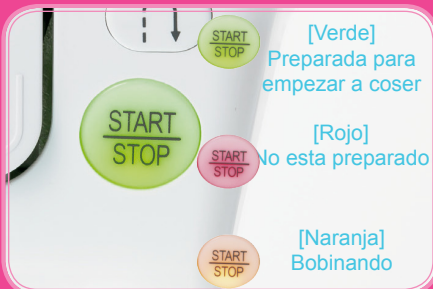 START
STOP
[Verde]
Preparada para
empezar a coser
START
STOP
START
STOP
[Rojo]
No esta preparado
START
STOP
[Naranja]
Bobinando